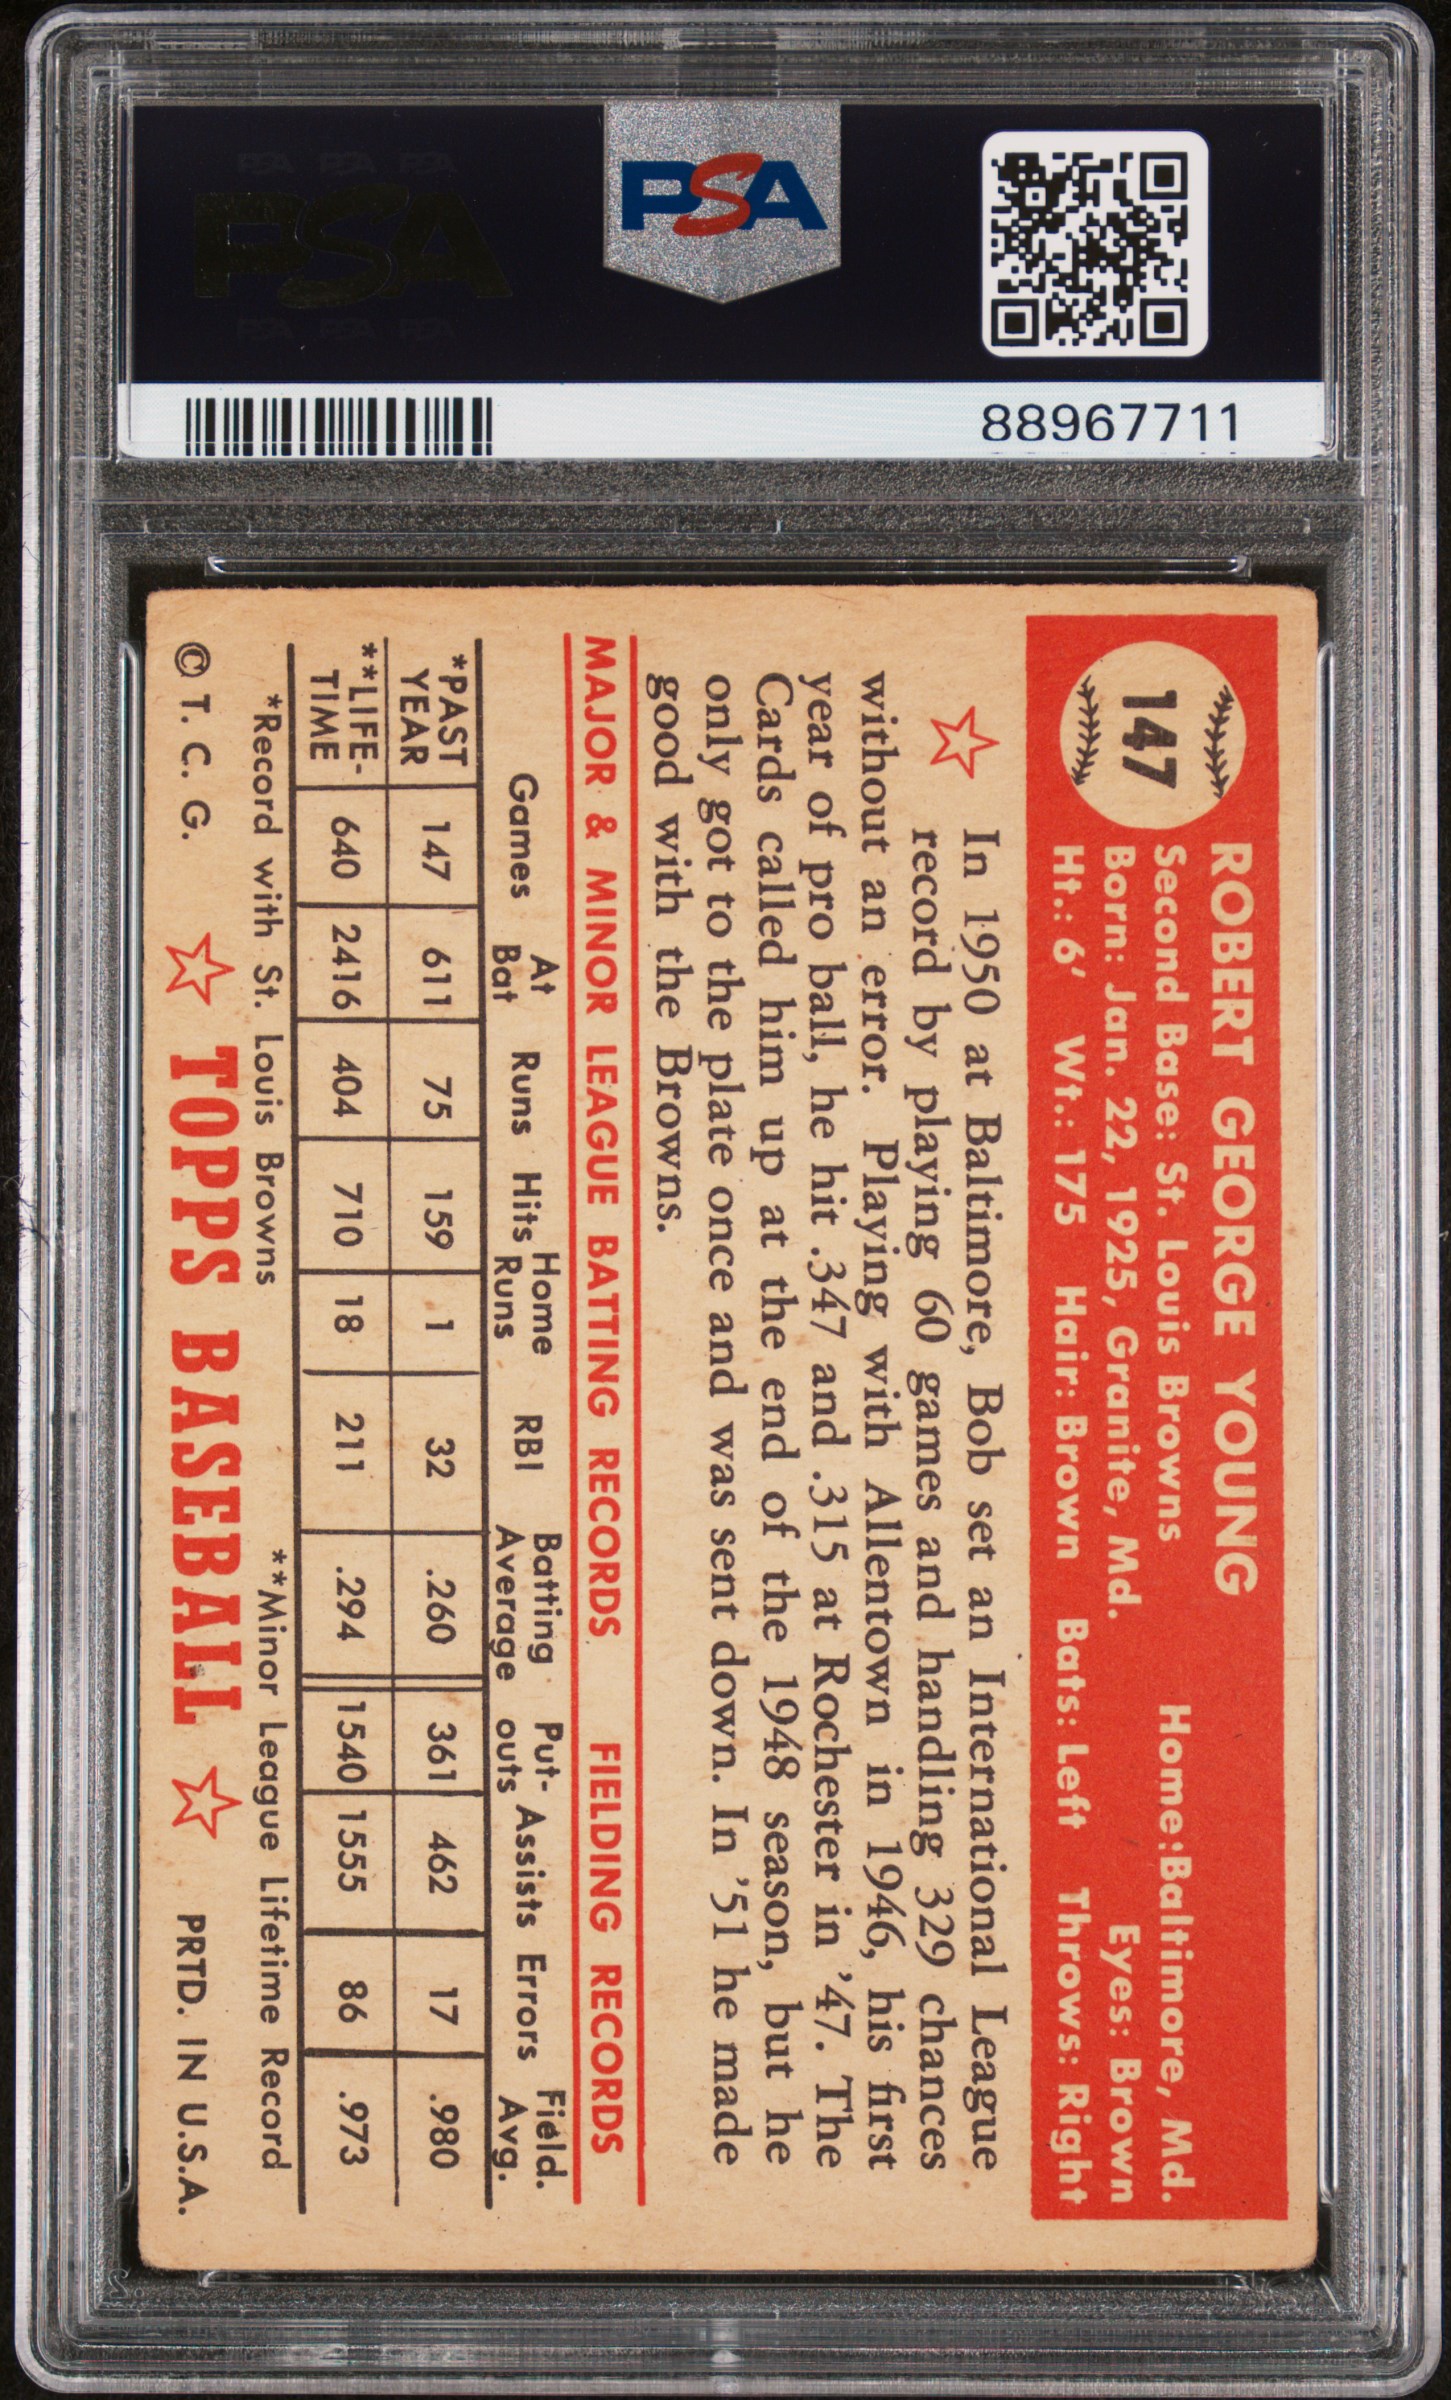 PSA PSA PSA
PSA
PSA PSA PSA
PSA
88967711
147
ROBERT GEORGE YOUNG
Second Base: St. Louis Browns Home: Baltimore, Md.
Born: Jan. 22, 1925, Granite, Md. Eyes: Brown
Ht.: 6' Wt.: 175 Hair: Brown Bats: Left Throws: Right
In 1950 at Baltimore, Bob set an International League
record by playing 60 games and handling 329 chances
without an error. Playing with Allentown in 1946, his first
year of pro ball, he hit .347 and .315 at Rochester in '47. The
Cards called him up at the end of the 1948 season, but he
only got to the plate once and was sent down. In '51 he made
good with the Browns.
MAJOR & MINOR LEAGUE BATTING RECORDS FIELDING RECORDS
Games At Bat Runs Hits Home Runs RBI Batting Average Put-outs Assists Errors Field. Avg.
*PAST YEAR 147 611 75 159 1 32 .260 361 462 17 .980
**LIFE-TIME 640 2416 404 710 18 211 .294 1540 1555 86 .973
*Record with St. Louis Browns **Minor League Lifetime Record
© T. C. G. TOPPS BASEBALL PRTD. IN U.S.A.